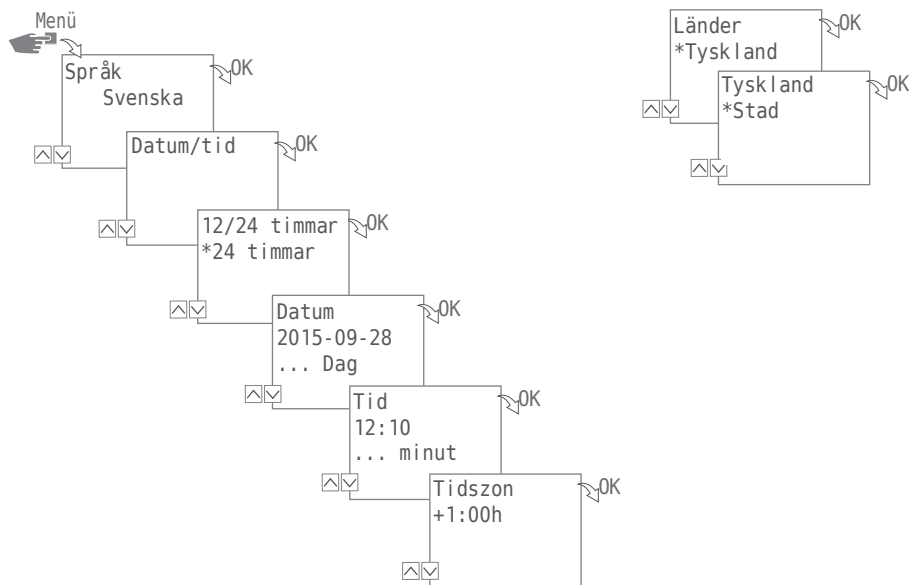 Menü
Språk
Svenska
OK
Datum/tid
OK
12/24 timmar
*24 timmar
OK
Datum
2015-09-28
... Dag
OK
Tid
12:10
... minut
OK
Tidszon
+1:00h
OK
Länder
*Tyskland
OK
Tyskland
*Stad
OK